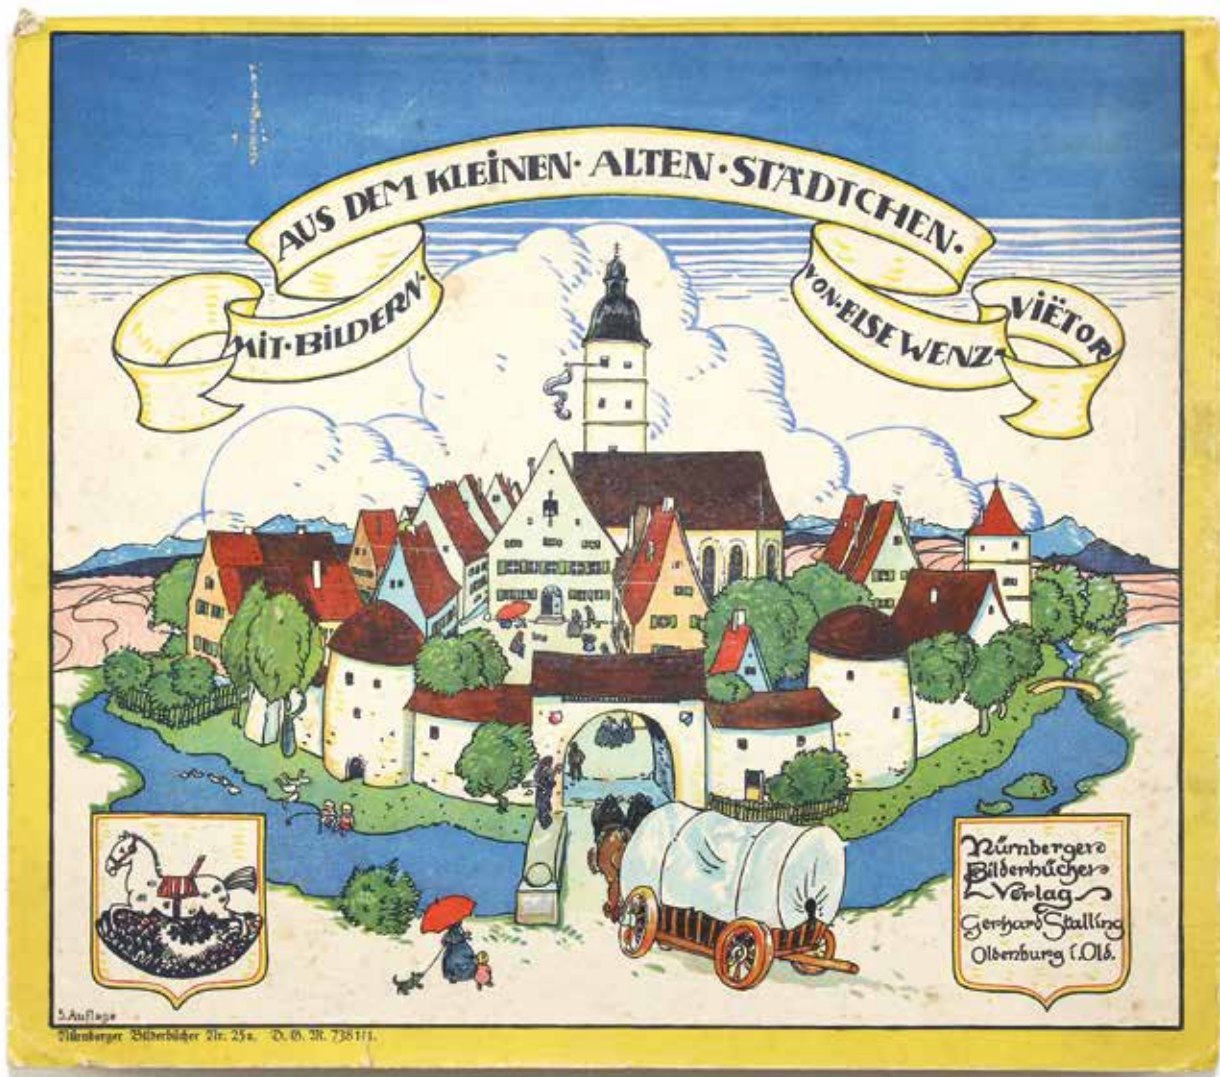 AUS DEM KLEINEN · ALTEN · STÄDTCHEN ·
MIT · BILDERN ·
VON · ELSE WENZ ·
VIËTOR
Nürnberger
Bilderbücher
Verlag
Gerhard Stalling
Oldenburg i. Old.
5. Auflage
Nürnberger Bilderbücher Nr. 25a. D. G. M. 738111.